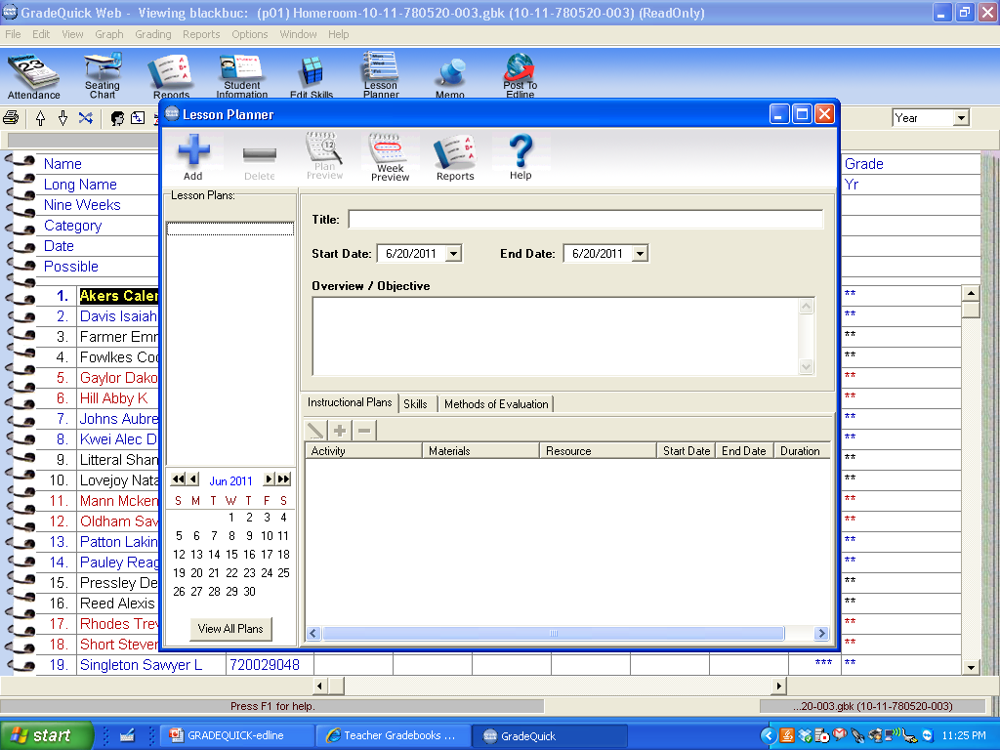 GradeQuick Web - Viewing blackbuc: (p01) Homeroom-10-11-780520-003.gbk (10-11-780520-003) (ReadOnly)
File Edit View Graph Grading Reports Options Window Help
September
23
Attendance
Seating
Chart
Reports
Student
Information
Edit Skills
Lesson
Planner
Memo
Post To
Edline
Year
Lesson Planner
Add
Delete
Plan
Preview
Week
Preview
Reports
Help
Name
Long Name
Nine Weeks
Category
Date
Possible
Grade
Yr
Lesson Plans:
Title:
Start Date: 6/20/2011 End Date: 6/20/2011
Overview / Objective
Instructional Plans Skills Methods of Evaluation
Activity Materials Resource Start Date End Date Duration
Jun 2011
S M T W T F S
1 2 3 4
5 6 7 8 9 10 11
12 13 14 15 16 17 18
19 20 21 22 23 24 25
26 27 28 29 30
View All Plans
1. Akers Caler **
2. Davis Isaiah **
3. Farmer Emm **
4. Fowlkes Coo **
5. Gaylor Dako **
6. Hill Abby K **
7. Johns Aubre **
8. Kwei Alec D **
9. Litteral Shan **
10. Lovejoy Nata **
11. Mann Mcken **
12. Oldham Sav **
13. Patton Lakin **
14. Pauley Reag **
15. Pressley De **
16. Reed Alexis **
17. Rhodes Trev **
18. Short Steven **
19. Singleton Sawyer L 720029048 *** **
Press F1 for help.
...20-003.gbk (10-11-780520-003)
start
GRADEQUICK-edline
Teacher Gradebooks ...
GradeQuick
11:25 PM